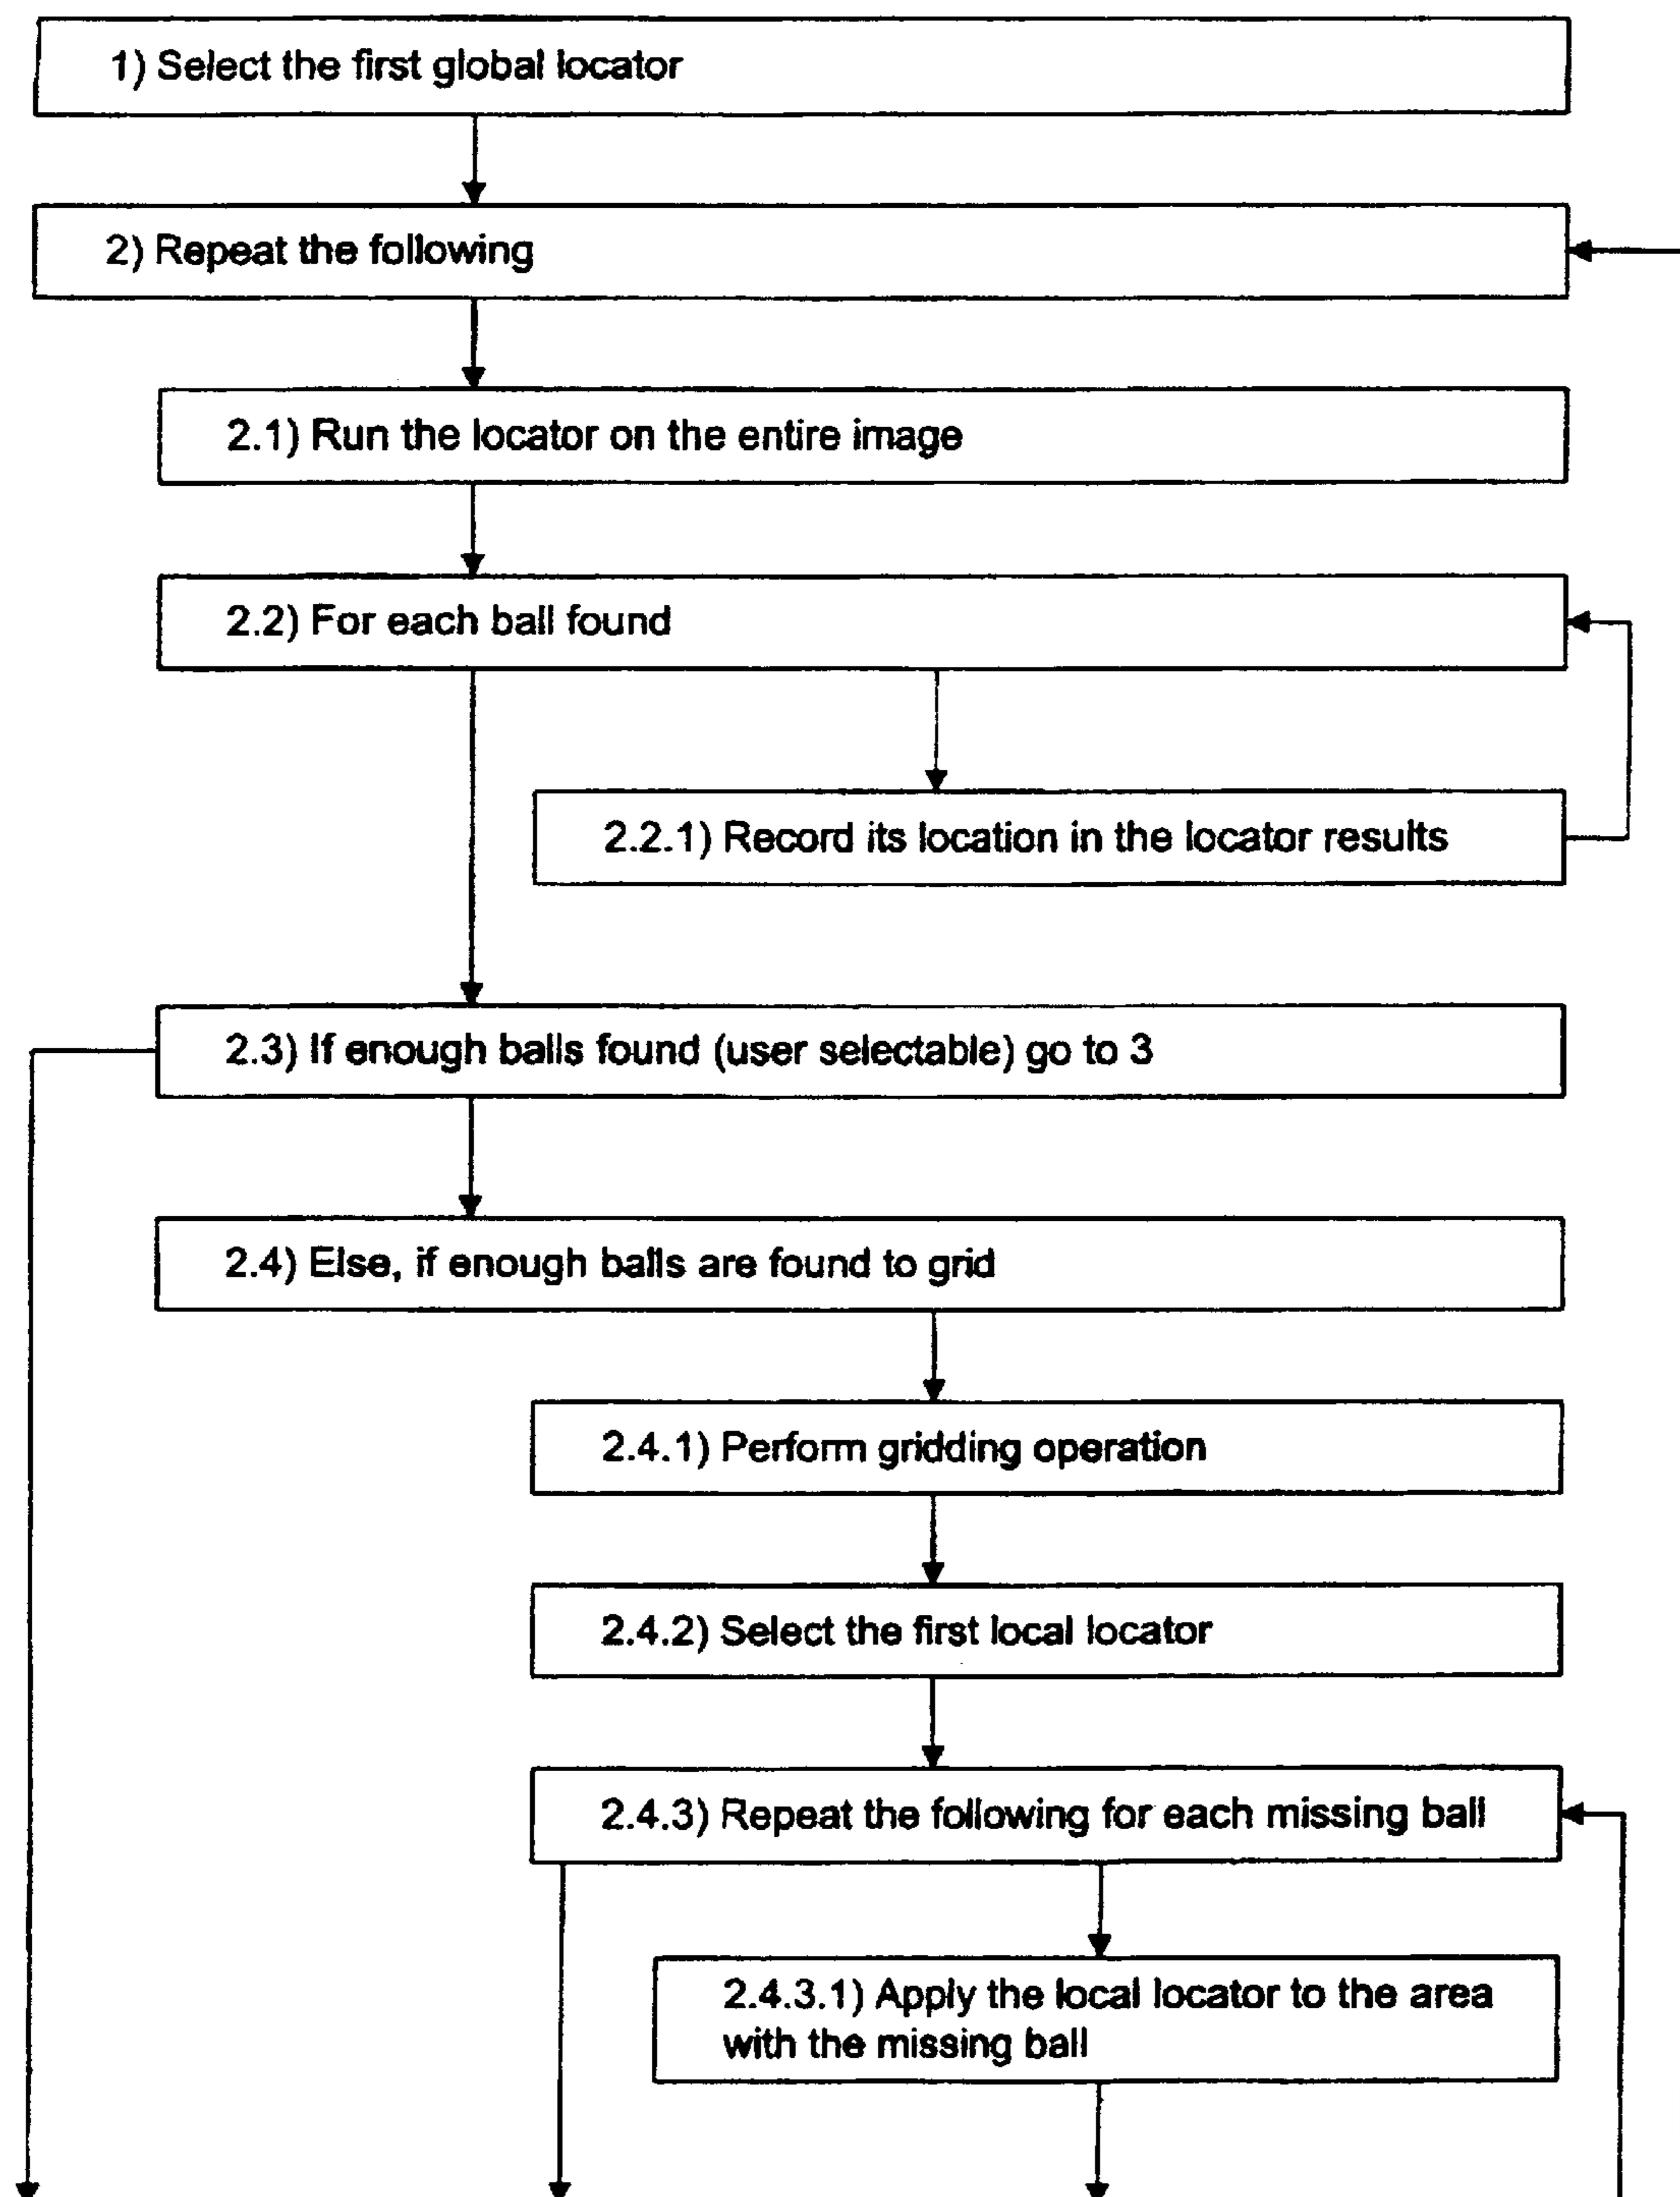 1) Select the first global locator
2) Repeat the following
2.1) Run the locator on the entire image
2.2) For each ball found
2.2.1) Record its location in the locator results
2.3) If enough balls found (user selectable) go to 3
2.4) Else, if enough balls are found to grid
2.4.1) Perform gridding operation
2.4.2) Select the first local locator
2.4.3) Repeat the following for each missing ball
2.4.3.1) Apply the local locator to the area
with the missing ball